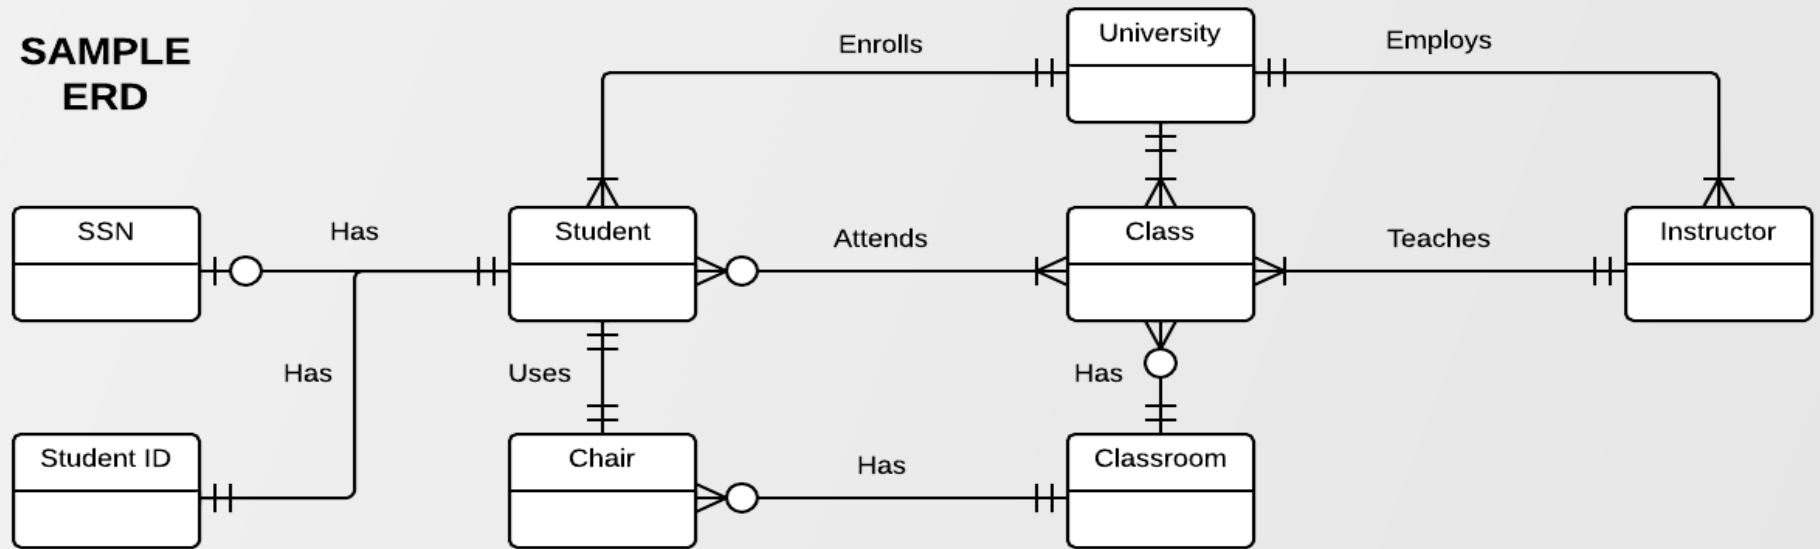 SAMPLE
ERD
Enrolls
University
Employs
SSN
Has
Student
Attends
Class
Teaches
Instructor
Has
Uses
Has
Student ID
Chair
Has
Classroom